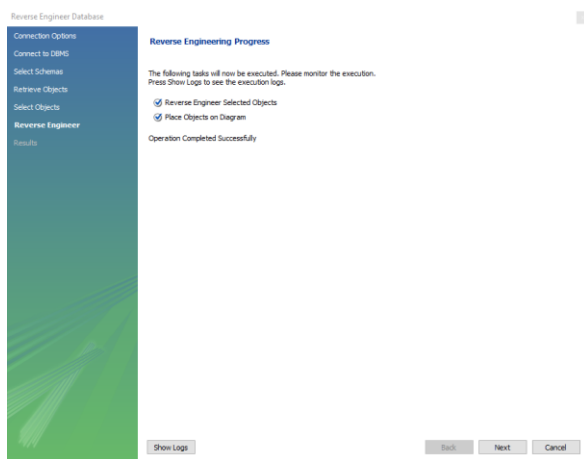 Reverse Engineer Database
Connection Options
Connect to DBMS
Select Schemas
Retrieve Objects
Select Objects
Reverse Engineer
Results
Reverse Engineering Progress
The following tasks will now be executed. Please monitor the execution.
Press Show Logs to see the execution logs.
Reverse Engineer Selected Objects
Place Objects on Diagram
Operation Completed Successfully
Show Logs
Back
Next
Cancel